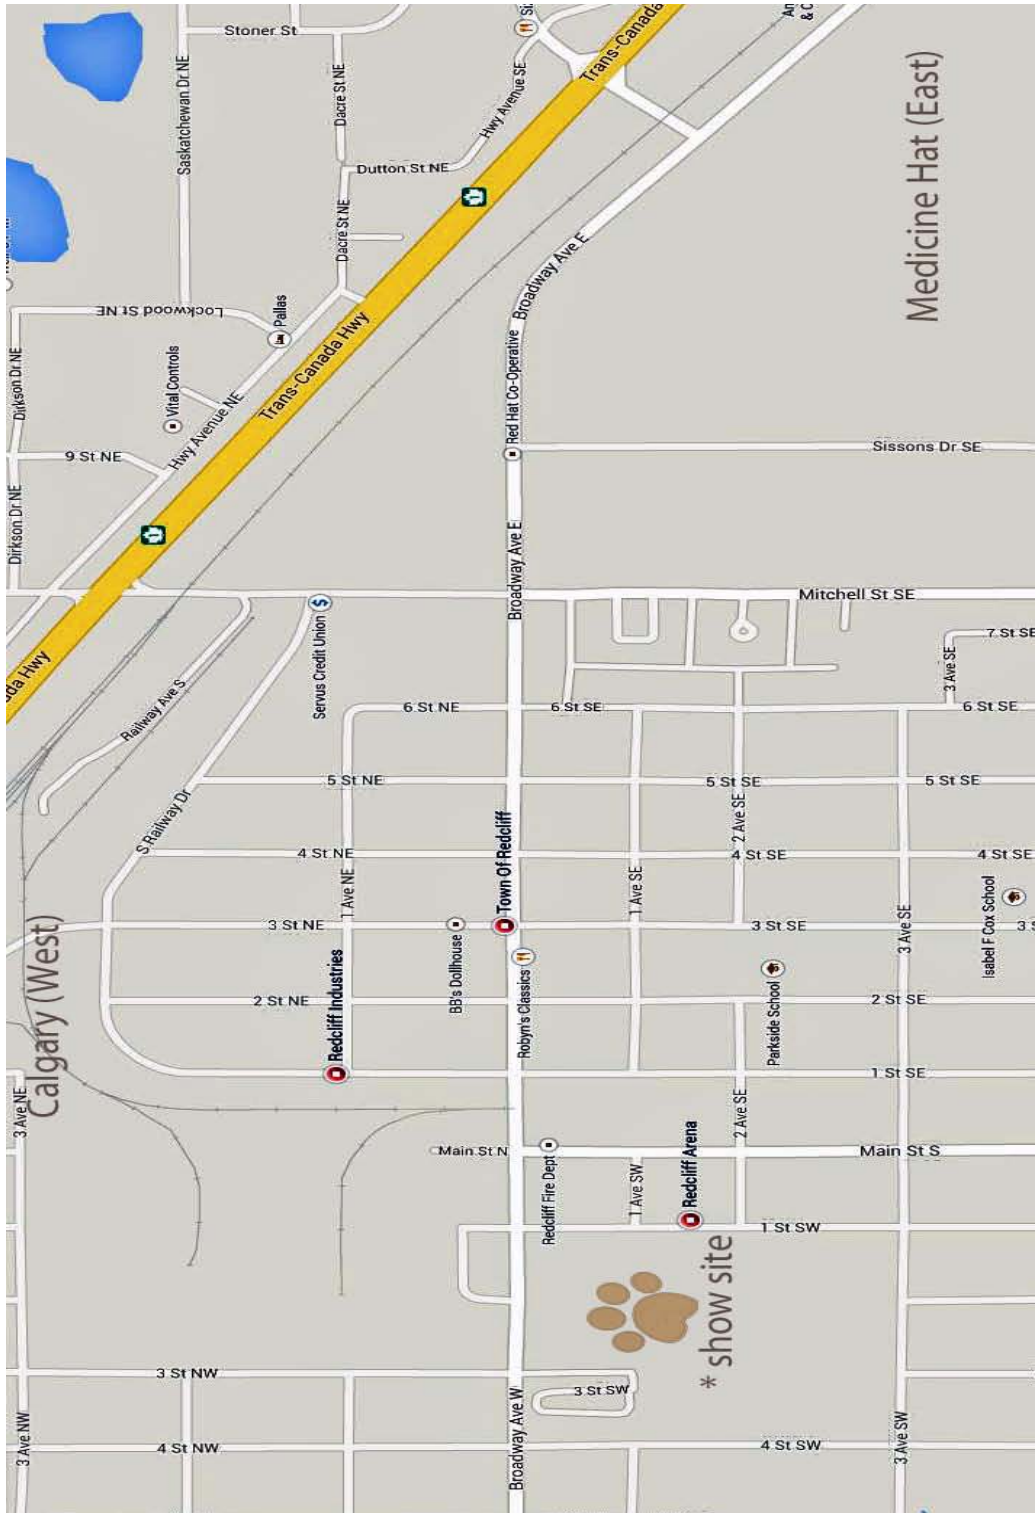 Stoner St
Saskatchewan Dr NE
Dacre St NE
Hwy Avenue SE
Trans-Canada
Dutton St NE
Dacre St NE
Medicine Hat (East)
Broadway Ave E
Lockwood St NE
Pallas
Vital Controls
Trans-Canada Hwy
Dirkson Dr NE
Hwy Avenue NE
Red Hat Co-Operative
9 St NE
Sissons Dr SE
Dirkson Dr NE
1
1
Broadway Ave E
Mitchell St SE
Servus Credit Union
7 St SE
3 Ave SE
Railway Ave S
6 St NE
6 St SE
6 St SE
5 St NE
5 St SE
5 St SE
S Railway Dr
2 Ave SE
4 St NE
4 St SE
4 St SE
Town Of Redcliff
1 Ave NE
1 Ave SE
3 St NE
3 St SE
3 Ave SE
Isabel F Cox School
BB's Dollhouse
Robyn's Classics
Calgary (West)
Redcliff Industries
2 St NE
2 St SE
Parkside School
1 St SE
3 Ave NE
2 Ave SE
Main St N
Main St S
Redcliff Fire Dept
1 Ave SW
Redcliff Arena
1 St SW
* show site
3 St NW
3 St SW
3 Ave NW
4 St NW
Broadway Ave W
4 St SW
3 Ave SW